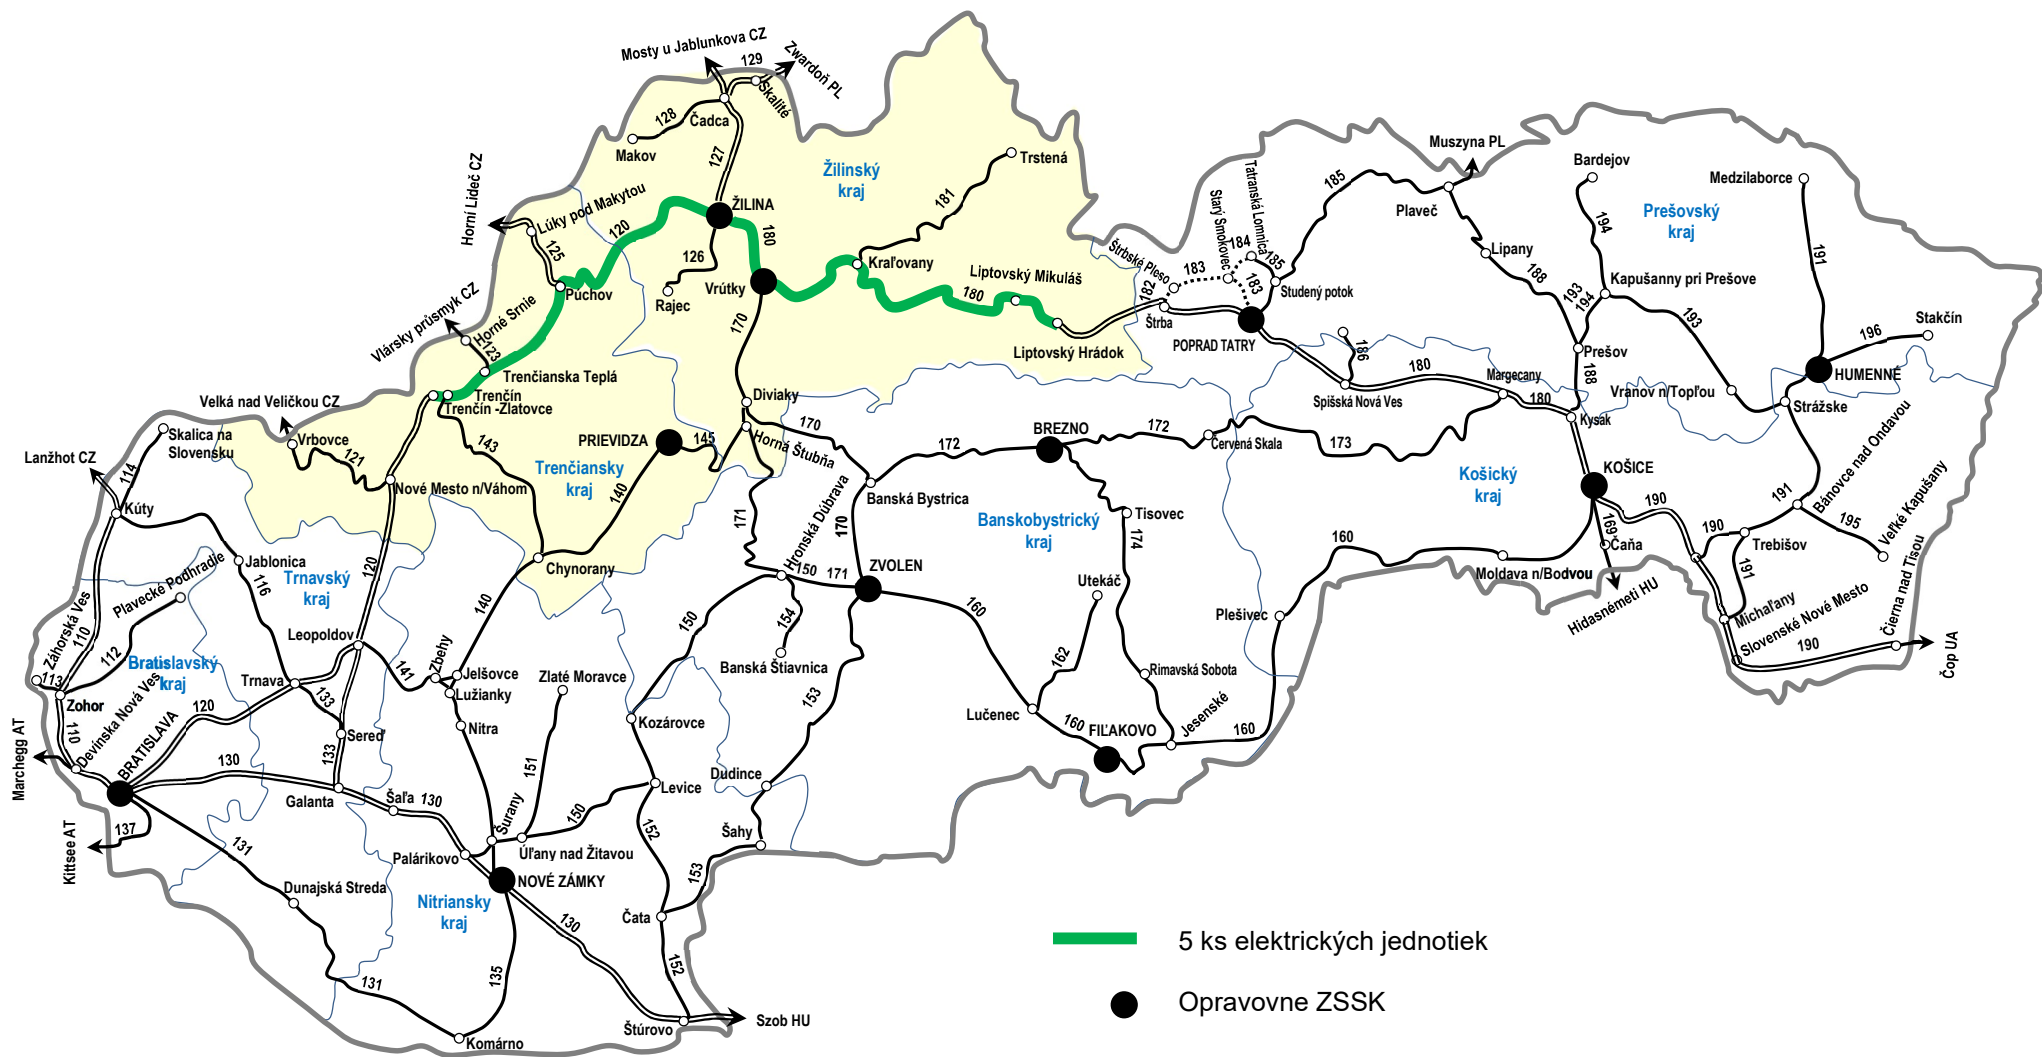 Mosty u Jablunkova CZ
129
Zwardoň PL
Skalité
Čadca
128
Makov
127
Horní Lideč CZ
Lúky pod Makytou
125
120
ŽILINA
180
126
Rajec
Vrútky
Púchov
Žilinský
kraj
Trstená
181
Kraľovany
Liptovský Mikuláš
180
Liptovský Hrádok
Vlársky průsmyk CZ
Horné Srnie
123
Trenčianska Teplá
Trenčín
Trenčín -Zlatovce
Velká nad Veličkou CZ
Vrbovce
121
Nové Mesto n/Váhom
143
PRIEVIDZA
145
Trenčiansky
kraj
140
Chynorany
170
Diviaky
Horná Štubňa
170
Štrbské Pleso
183
182
Štrba
Starý Smokovec
Tatranská Lomnica
184
185
183
Studený potok
POPRAD TATRY
185
Muszyna PL
Plaveč
Lipany
188
Bardejov
194
Prešovský
kraj
Kapušanny pri Prešove
193
194
193
Medzilaborce
191
Stakčín
196
HUMENNÉ
Prešov
188
Vranov n/Topľou
Strážske
186
Spišská Nová Ves
180
Margecany
180
Kysak
Lanžhot CZ
114
Skalica na
Slovensku
Kúty
Jablonica
116
Trnavský
kraj
120
Plavecké Podhradie
Záhorská Ves
110
112
113
Zohor
110
Bratislavský
kraj
Devínska Nová Ves
BRATISLAVA
Marchegg AT
Kittsee AT
137
120
Trnava
133
Leopoldov
141
Sereď
133
130
Galanta
Šaľa
130
131
Dunajská Streda
131
Komárno
135
Palárikovo
NOVÉ ZÁMKY
Nitriansky
kraj
Šurany
Úľany nad Žitavou
151
150
Zlaté Moravce
Zbehy
Jelšovce
Lužianky
Nitra
140
130
Štúrovo
Szob HU
152
Čata
153
152
Levice
Kozárovce
150
Dudince
Šahy
153
171
Hronská Dúbrava
150
171
154
Banská Štiavnica
ZVOLEN
170
Banská Bystrica
172
BREZNO
172
Červená Skala
173
Banskobystrický
kraj
Tisovec
174
Utekáč
162
160
Lučenec
160
FIĽAKOVO
Rimavská Sobota
Jesenské
160
Plešivec
160
Moldava n/Bodvou
Košický
kraj
KOŠICE
169
Čaňa
Hidasnémeti HU
190
190
Trebišov
191
191
Bánovce nad Ondavou
195
Veľké Kapušany
Michaľany
Slovenské Nové Mesto
190
Čierna nad Tisou
Čop UA
5 ks elektrických jednotiek
Opravovne ZSSK